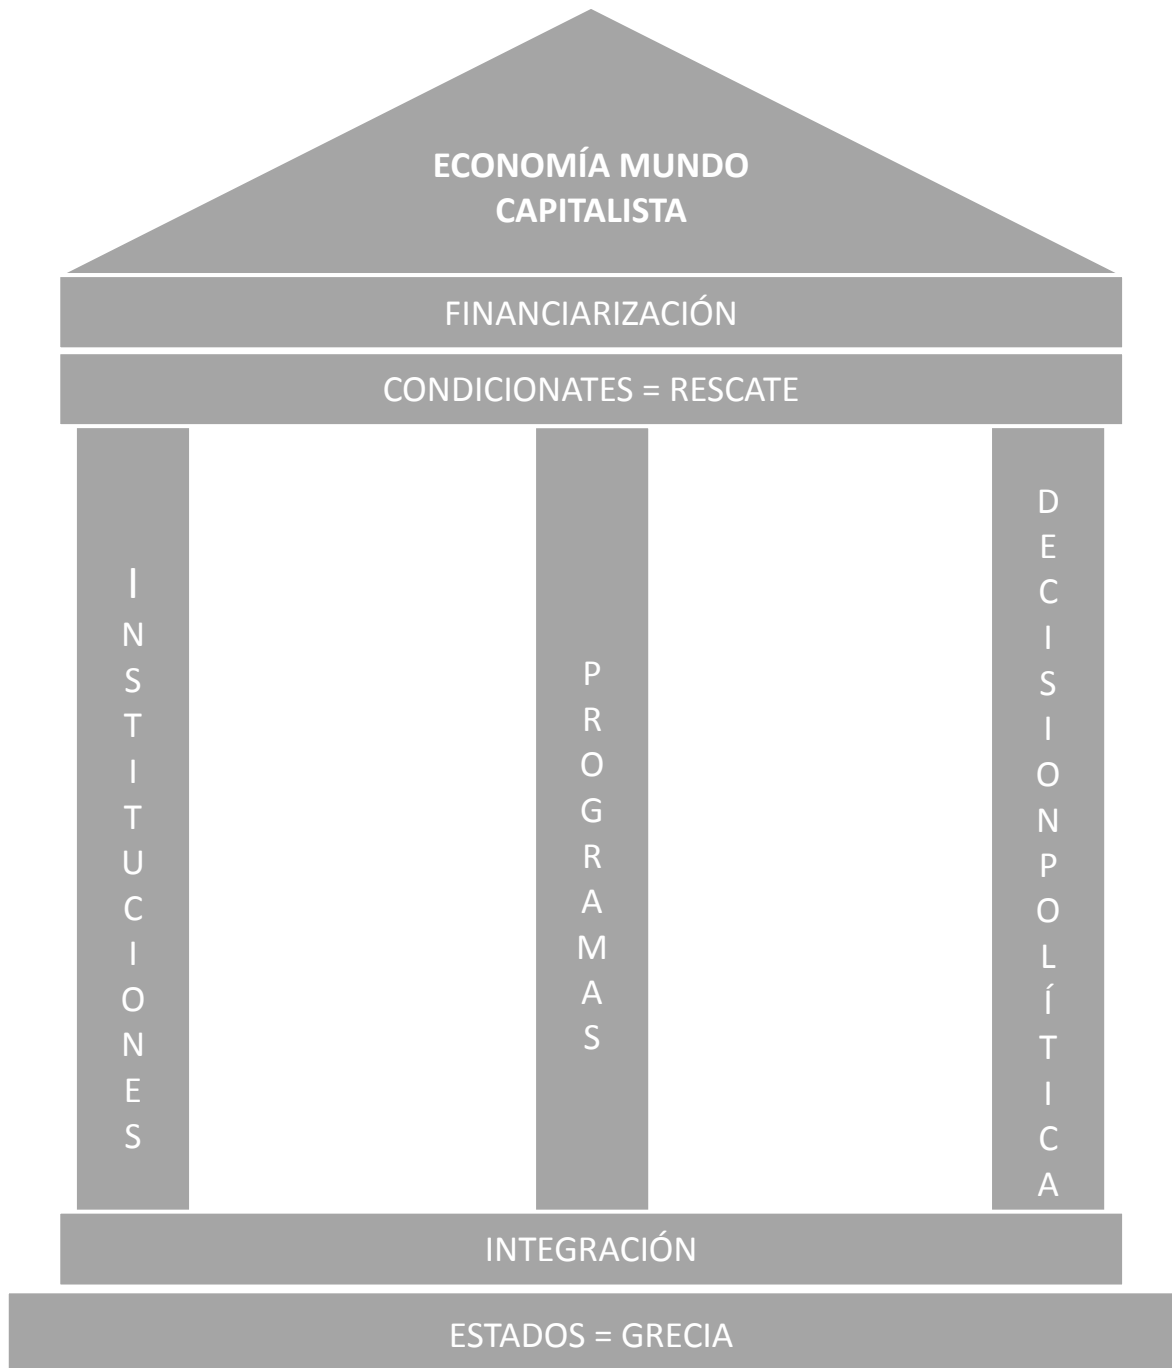 ECONOMÍA MUNDO
CAPITALISTA
FINANCIARIZACIÓN
CONDICIONATES = RESCATE
INSTITUCIONES
PROGRAMAS
DECISIONPOLÍTICA
INTEGRACIÓN
ESTADOS = GRECIA